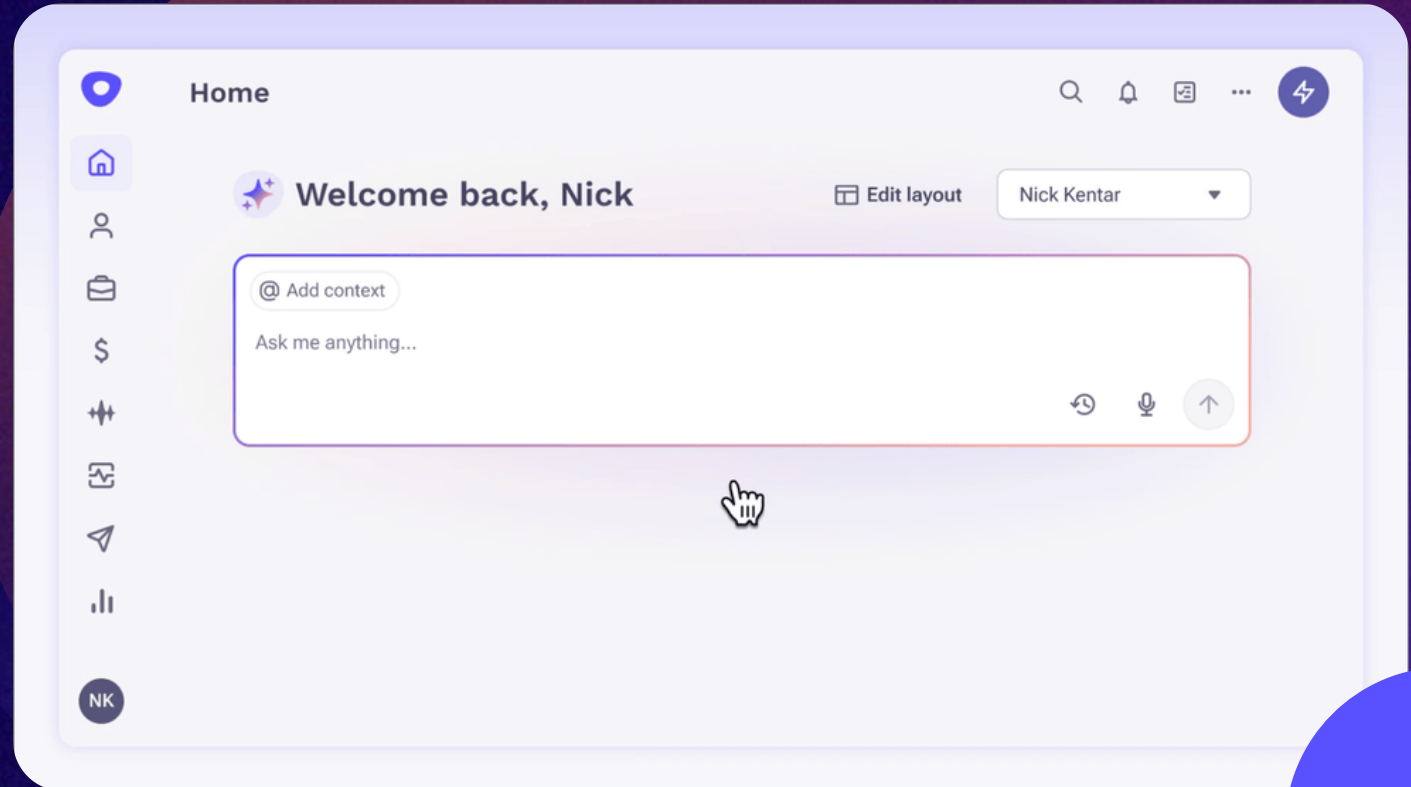 Home
Welcome back, Nick
Edit layout
Nick Kentar
@ Add context
Ask me anything...
NK